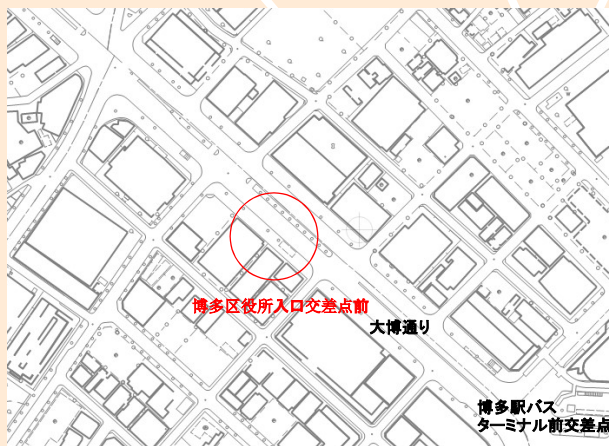 博多区役所入口交差点前
大博通り
博多駅バス
ターミナル前交差点